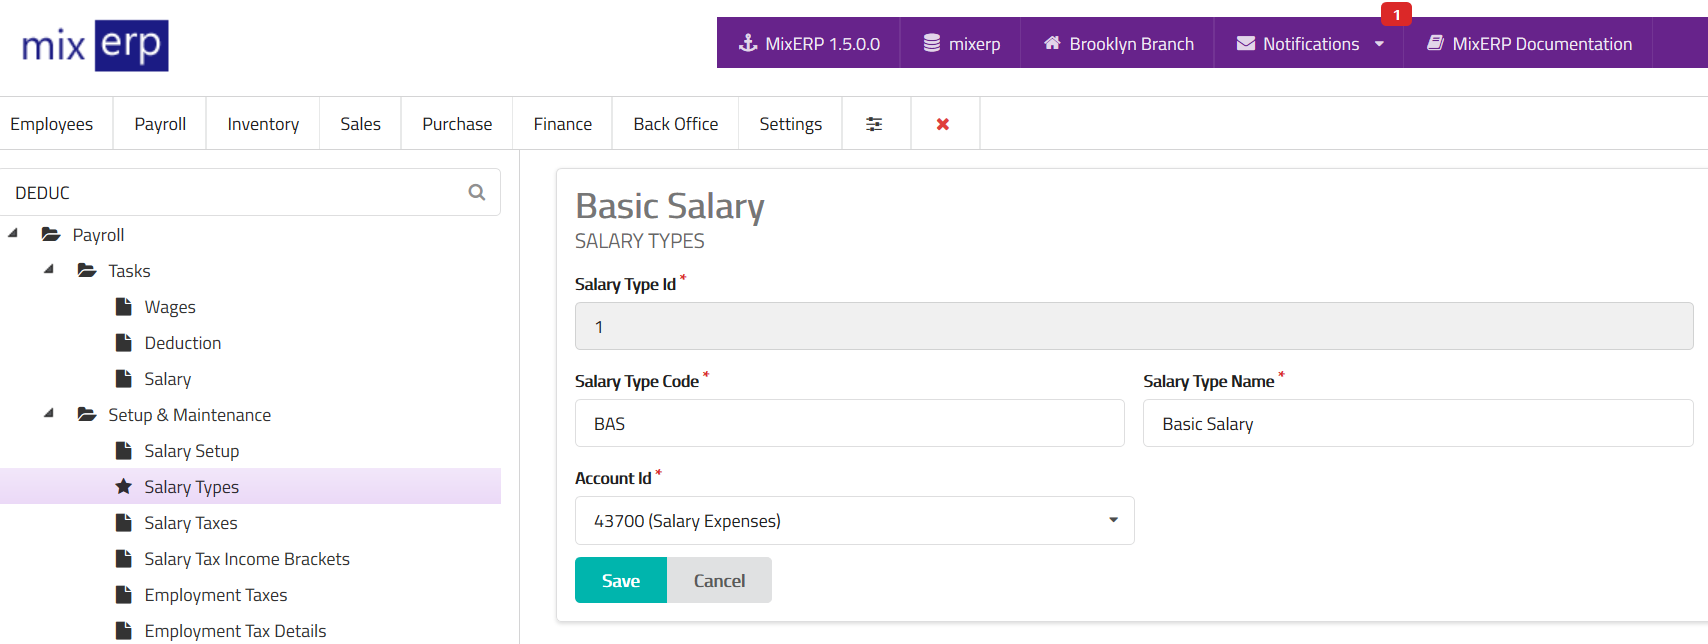 mix erp
MixERP 1.5.0.0 mixerp Brooklyn Branch Notifications 1 MixERP Documentation
Employees Payroll Inventory Sales Purchase Finance Back Office Settings
DEDUC
Payroll
Tasks
Wages
Deduction
Salary
Setup & Maintenance
Salary Setup
Salary Types
Salary Taxes
Salary Tax Income Brackets
Employment Taxes
Employment Tax Details
Basic Salary
SALARY TYPES
Salary Type Id *
1
Salary Type Code * Salary Type Name *
BAS Basic Salary
Account Id *
43700 (Salary Expenses)
Save Cancel